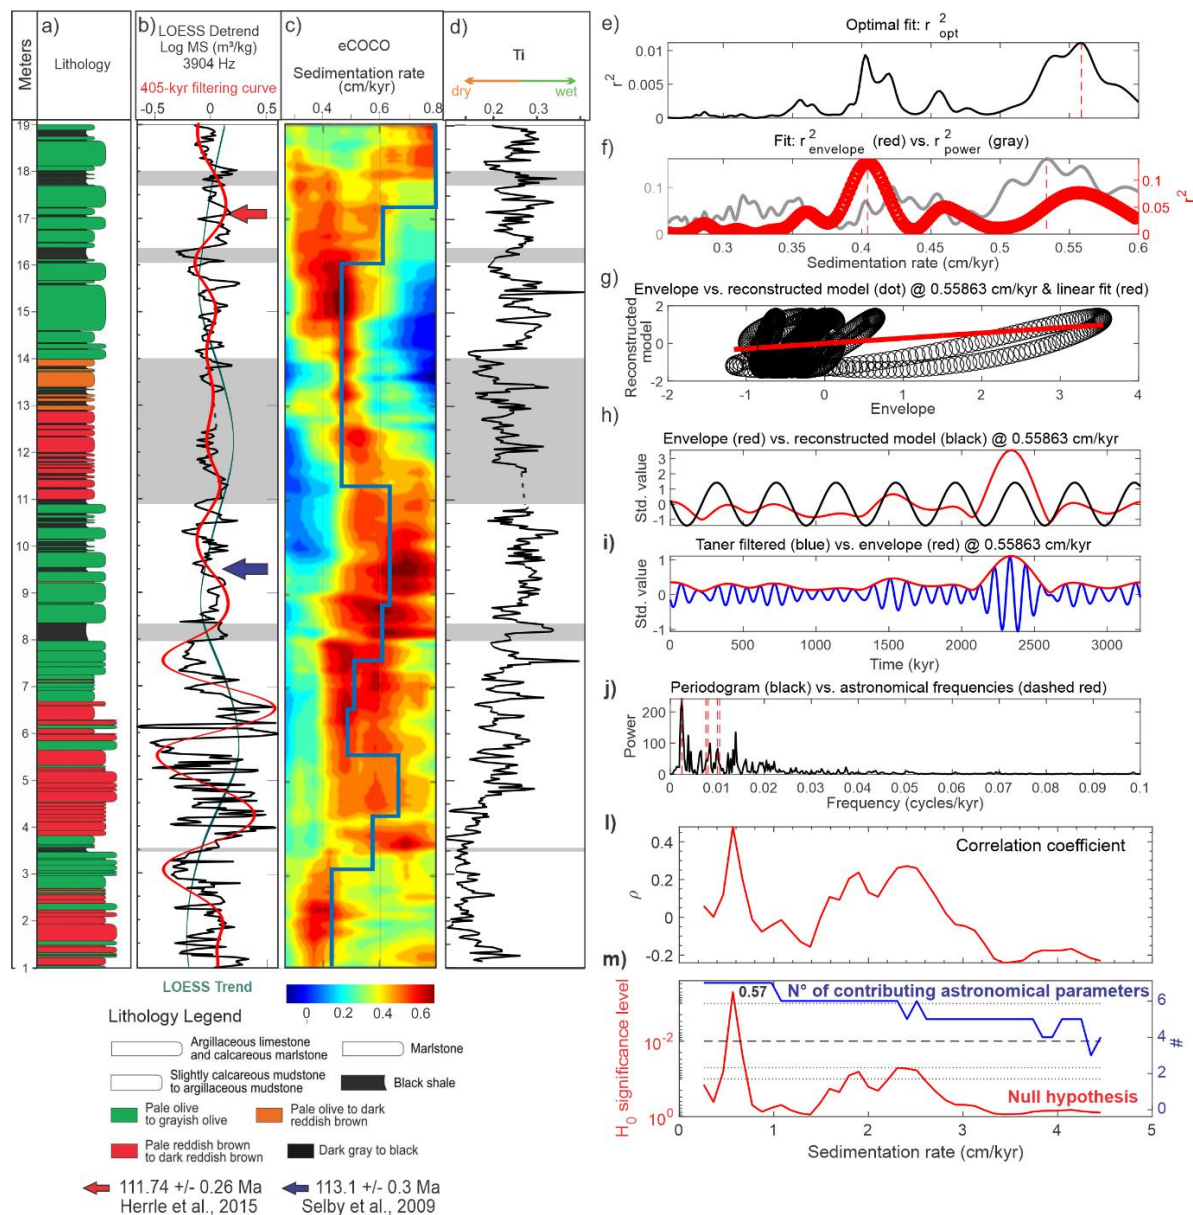 a)
b)
c)
d)
Meters
Lithology
LOESS Detrend
Log MS (m³/kg)
3904 Hz
405-kyr filtering curve
-0.5 0 0.5
eCOCO
Sedimentation rate
(cm/kyr)
0.4 0.6 0.8
Ti
dry wet
0.2 0.3
19
18
17
16
15
14
13
12
11
10
9
8
7
6
5
4
3
2
1
LOESS Trend
0 0.2 0.4 0.6
Lithology Legend
Argillaceous limestone
and calcareous marlstone
Marlstone
Slightly calcareous mudstone
to argillaceous mudstone
Black shale
Pale olive
to grayish olive
Pale olive to dark
reddish brown
Pale reddish brown
to dark reddish brown
Dark gray to black
111.74 +/- 0.26 Ma
Herrle et al., 2015
113.1 +/- 0.3 Ma
Selby et al., 2009
e)
Optimal fit: r²opt
r²
0.01
0.005
0
f)
Fit: r²envelope (red) vs. r²power (gray)
0.1
0
0.1
0.05
0
r²
0.3 0.35 0.4 0.45 0.5 0.55 0.6
Sedimentation rate (cm/kyr)
g)
Envelope vs. reconstructed model (dot) @ 0.55863 cm/kyr & linear fit (red)
Reconstructed
model
2
0
-2
-2 -1 0 1 2 3 4
Envelope
h)
Envelope (red) vs. reconstructed model (black) @ 0.55863 cm/kyr
Std. value
3
2
1
0
-1
i)
Taner filtered (blue) vs. envelope (red) @ 0.55863 cm/kyr
Std. value
1
0
-1
0 500 1000 1500 2000 2500 3000
Time (kyr)
j)
Periodogram (black) vs. astronomical frequencies (dashed red)
Power
200
100
0
0 0.01 0.02 0.03 0.04 0.05 0.06 0.07 0.08 0.09 0.1
Frequency (cycles/kyr)
l)
Correlation coefficient
ρ
0.4
0.2
0
-0.2
m)
0.57
N° of contributing astronomical parameters
H₀ significance level
10⁻²
10⁰
6
4
2
0
#
Null hypothesis
0 1 2 3 4 5
Sedimentation rate (cm/kyr)